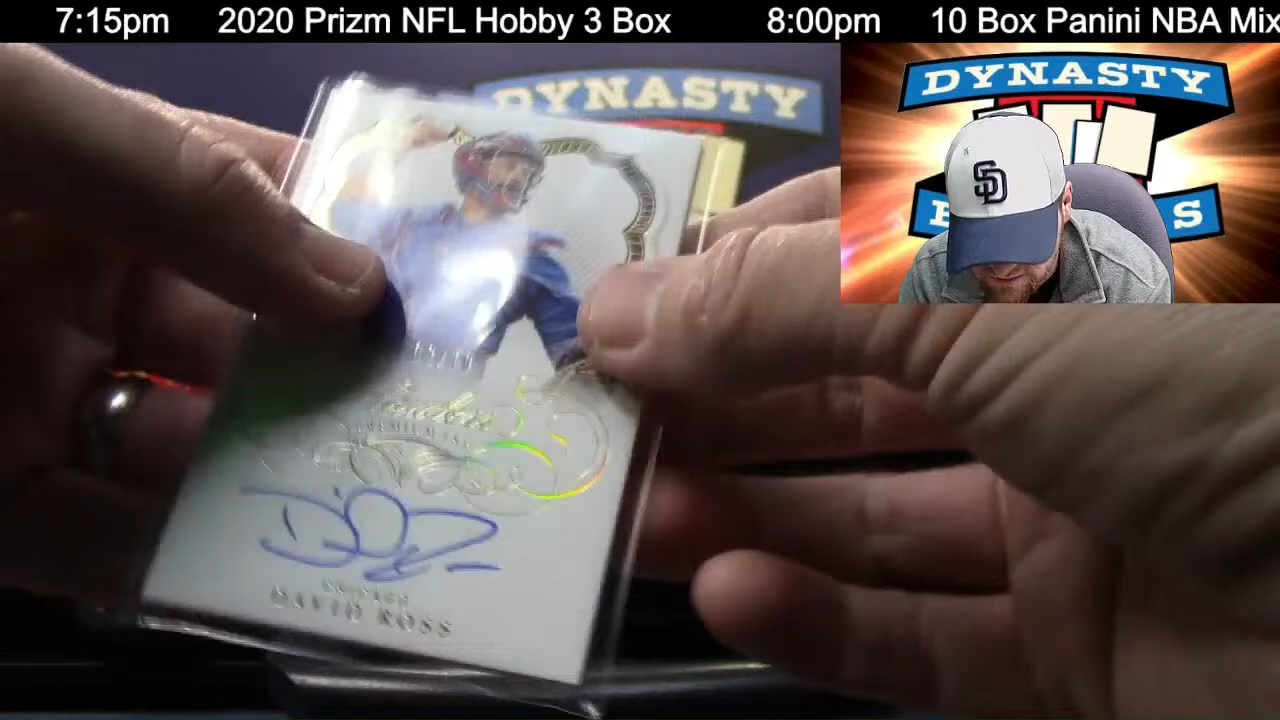 7:15pm 2020 Prizm NFL Hobby 3 Box 8:00pm 10 Box Panini NBA Mix
DYNASTY
DYNASTY
SD
S
CHICAGO
DAVID ROSS